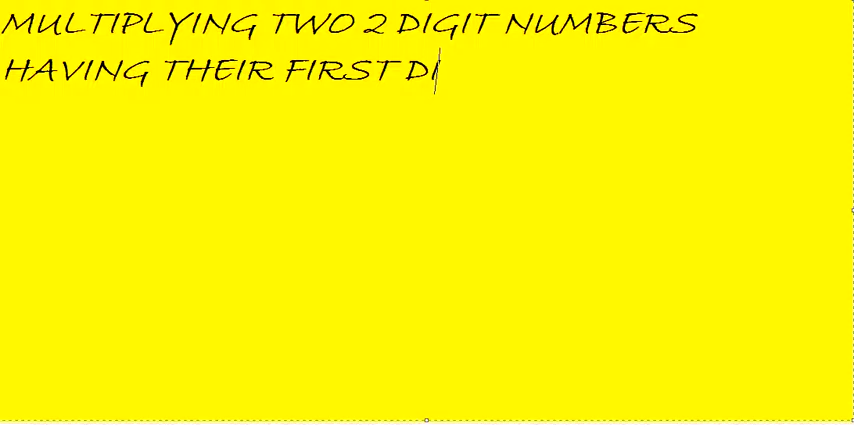 MULTIPLYING TWO 2 DIGIT NUMBERS
HAVING THEIR FIRST DI